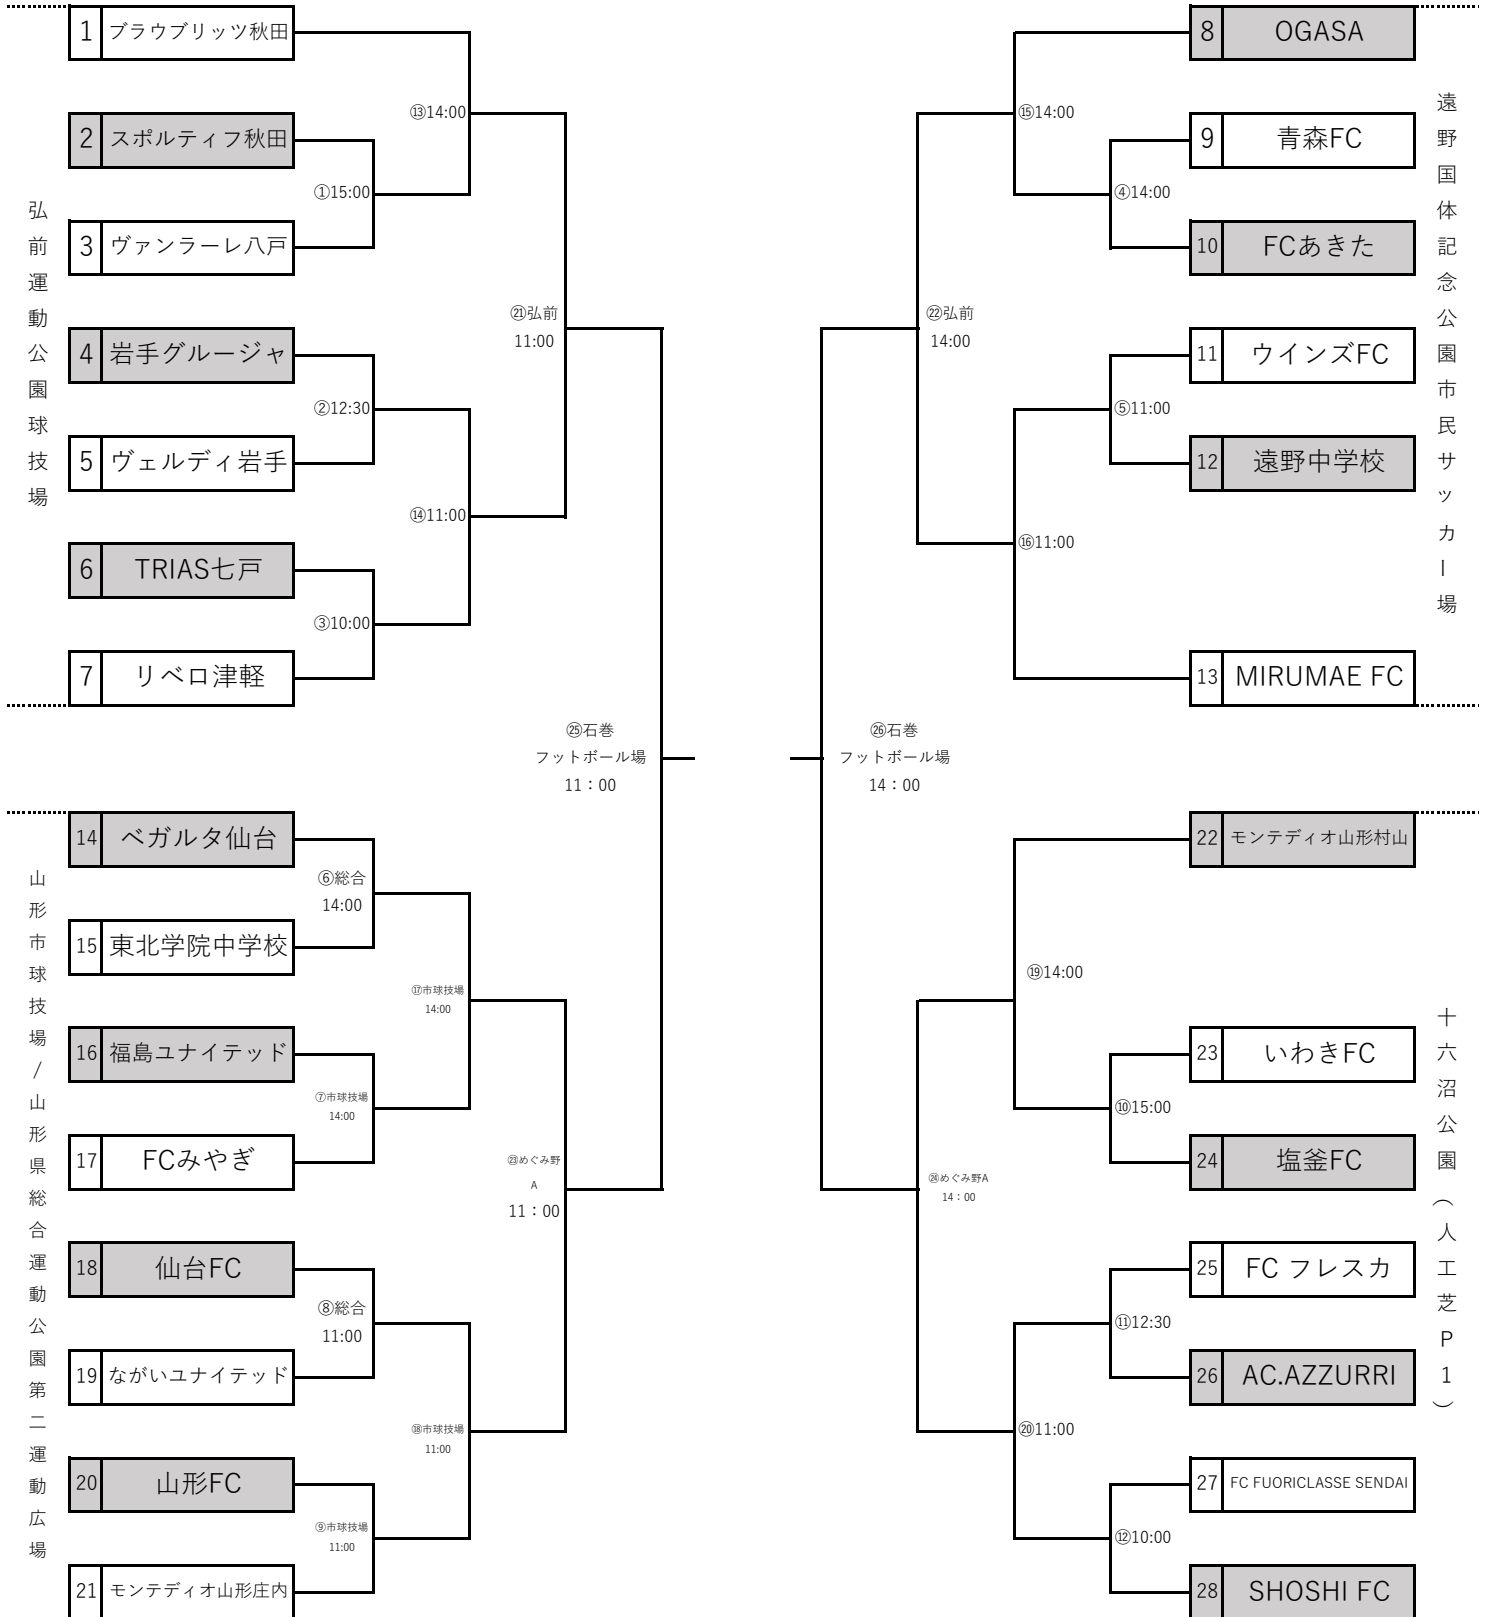 弘前運動公園球技場
1 ブラウブリッツ秋田
2 スポルティフ秋田
3 ヴァンラーレ八戸
4 岩手グルージャ
5 ヴェルディ岩手
6 TRIAS七戸
7 リベロ津軽
⑬14:00
①15:00
②12:30
⑭11:00
③10:00
㉑弘前
11:00
㉕石巻
フットボール場
11：00
山形市球技場/山形県総合運動公園第二運動広場
14 ベガルタ仙台
15 東北学院中学校
16 福島ユナイテッド
17 FCみやぎ
18 仙台FC
19 ながいユナイテッド
20 山形FC
21 モンテディオ山形庄内
⑥総合
14:00
⑰市球技場
14:00
⑦市球技場
14:00
⑧総合
11:00
⑱市球技場
11:00
⑨市球技場
11:00
㉓めぐみ野
A
11：00
8 OGASA
9 青森FC
10 FCあきた
11 ウインズFC
12 遠野中学校
13 MIRUMAE FC
遠野国体記念公園市民サッカー場
⑮14:00
④14:00
⑤11:00
⑯11:00
㉒弘前
14:00
㉖石巻
フットボール場
14：00
22 モンテディオ山形村山
23 いわきFC
24 塩釜FC
25 FC フレスカ
26 AC.AZZURRI
27 FC FUORICLASSE SENDAI
28 SHOSHI FC
十六沼公園（人工芝P1）
⑲14:00
⑩15:00
㉔めぐみ野A
14：00
⑪12:30
⑳11:00
⑫10:00